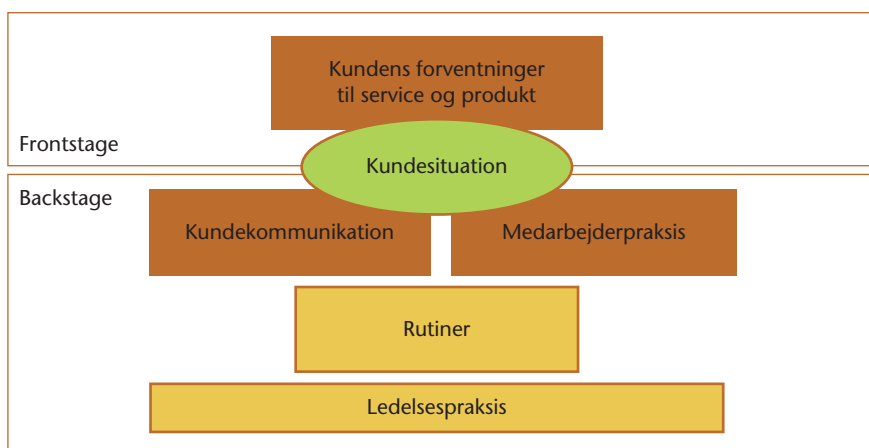 Kundens forventninger
til service og produkt
Frontstage
Kundesituation
Backstage
Kundekommunikation
Medarbejderpraksis
Rutiner
Ledelsespraksis